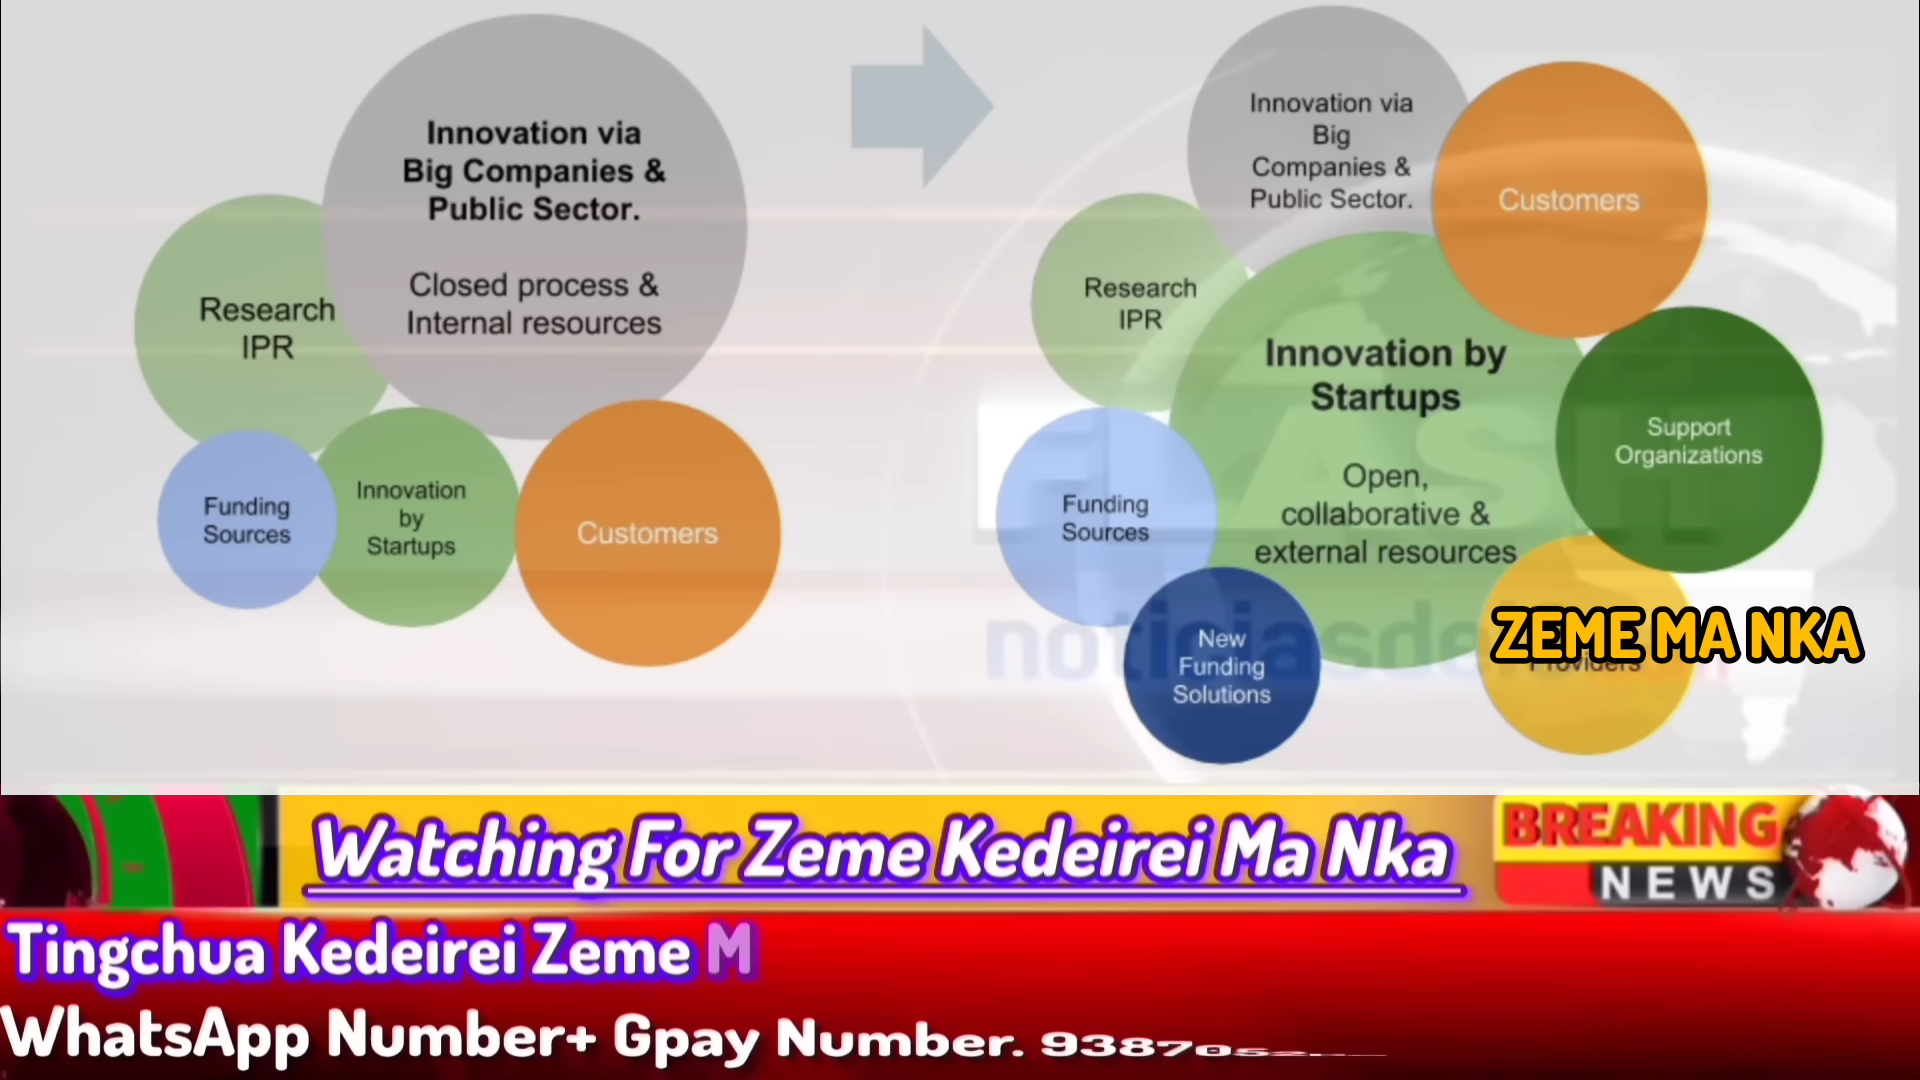 Innovation via
Big Companies &
Public Sector.
Closed process &
Internal resources
Research
IPR
Funding
Sources
Innovation
by
Startups
Customers
Innovation via
Big
Companies &
Public Sector.
Customers
Research
IPR
Innovation by
Startups
Open,
collaborative &
external resources
Support
Organizations
Funding
Sources
New
Funding
Solutions
Providers
ZEME MA NKA
FLASH
Watching For Zeme Kedeirei Ma Nka
BREAKING
NEWS
Tingchua Kedeirei Zeme M
WhatsApp Number+ Gpay Number. 938705